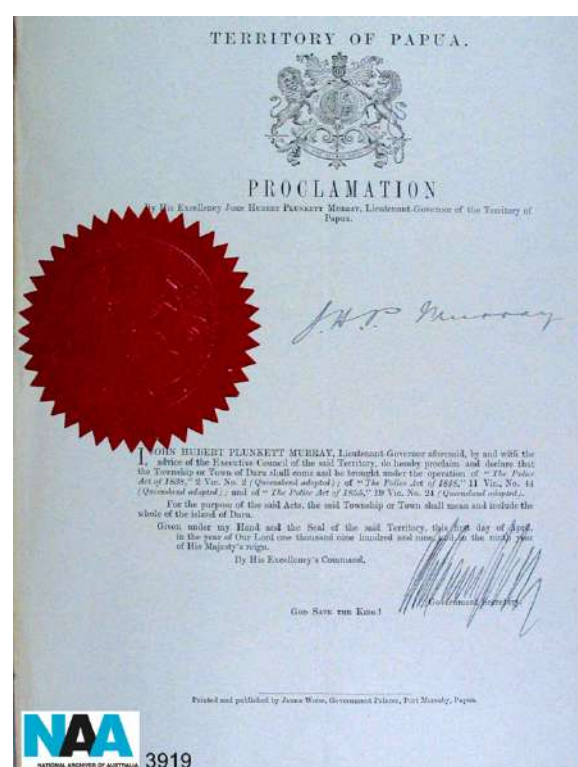 TERRITORY OF PAPUA.
PROCLAMATION
By His Excellency JOHN HUBERT PLUNKETT MURRAY, Lieutenant-Governor of the Territory of
Papua.
J.H.P. Murray
I, JOHN HUBERT PLUNKETT MURRAY, Lieutenant-Governor aforesaid, by and with the
advice of the Executive Council of the said Territory, do hereby proclaim and declare that
the Township or Town of Daru shall come and be brought under the operation of "The Police
Act of 1838," 2 Vic. No. 2 (Queensland adopted); of "The Police Act of 1848," 11 Vic., No. 44
(Queensland adopted); and of "The Police Act of 1855," 19 Vic. No. 24 (Queensland adopted).
For the purpose of the said Acts, the said Township or Town shall mean and include the
whole of the island of Daru.
Given under my Hand and the Seal of the said Territory, this first day of April,
in the year of Our Lord one thousand nine hundred and nine, and in the ninth year
of His Majesty's reign.
By His Excellency's Command,
Government Secretary.
GOD SAVE THE KING!
Printed and published by James Government Port Moresby, Papua.
NAA
NATIONAL ARCHIVES OF AUSTRALIA
3919